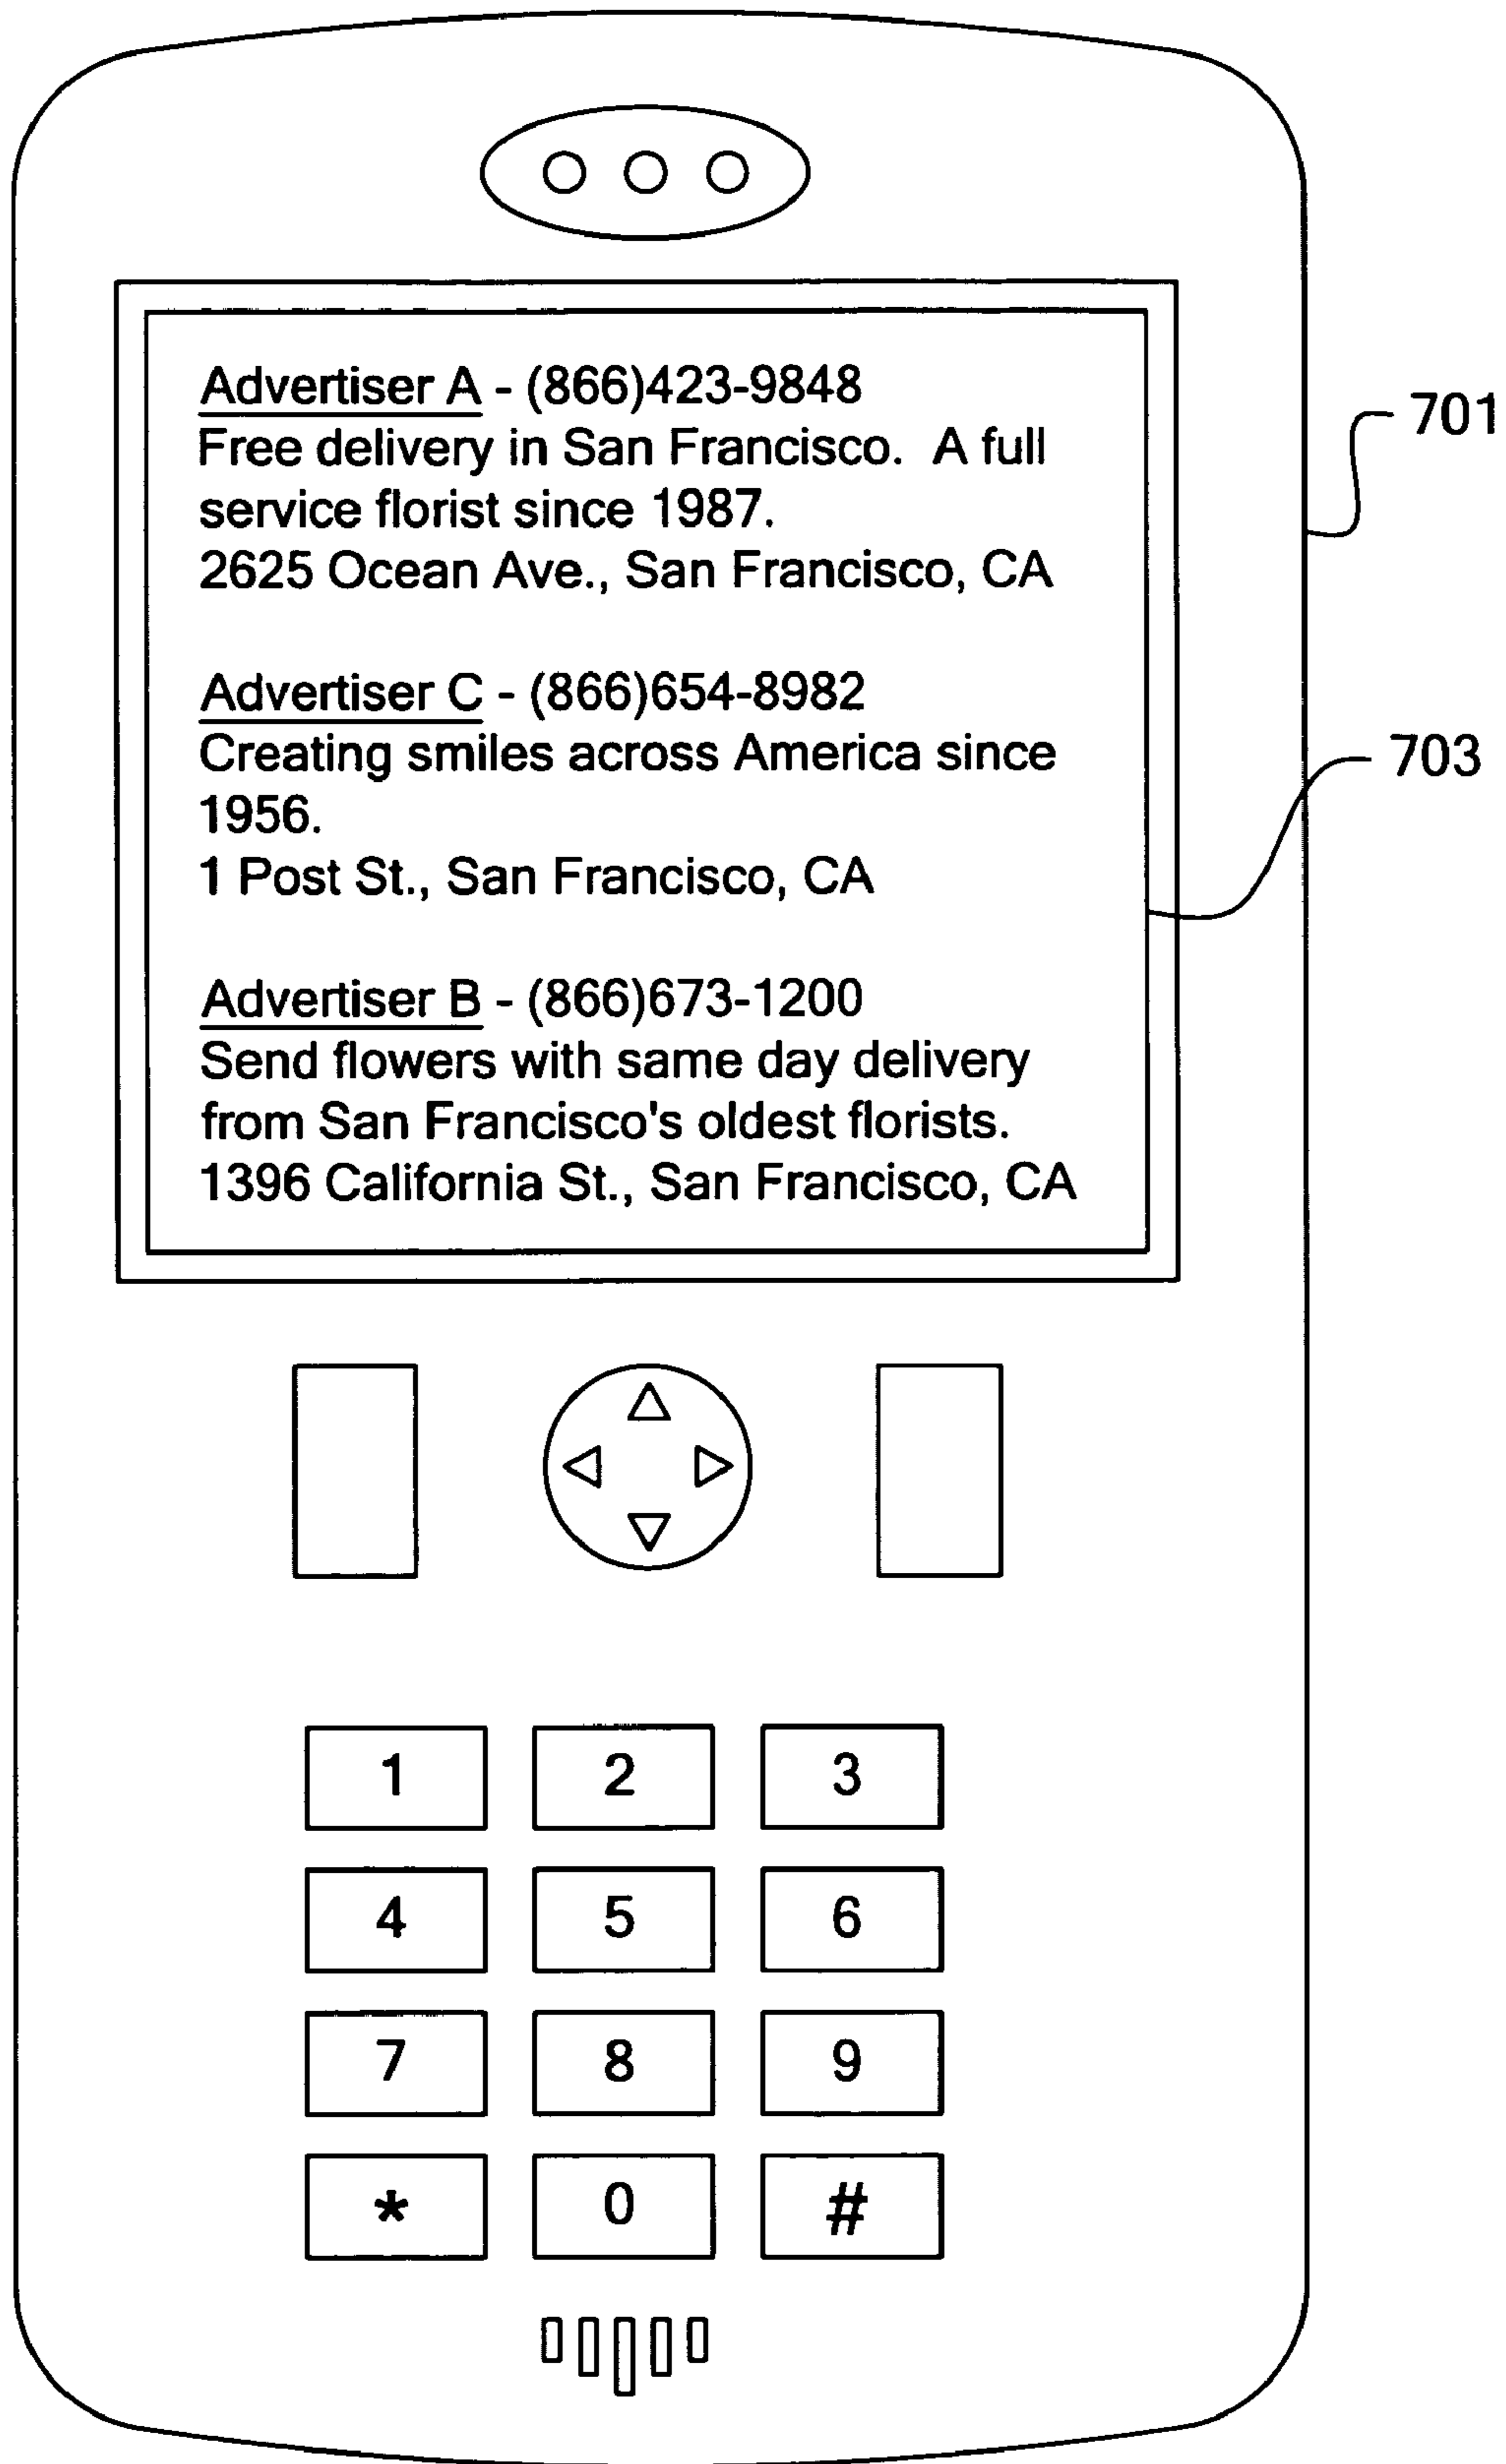 Advertiser A - (866)423-9848
Free delivery in San Francisco.  A full
service florist since 1987.
2625 Ocean Ave., San Francisco, CA
701
Advertiser C - (866)654-8982
Creating smiles across America since
1956.
1 Post St., San Francisco, CA
703
Advertiser B - (866)673-1200
Send flowers with same day delivery
from San Francisco's oldest florists.
1396 California St., San Francisco, CA
1 2 3
4 5 6
7 8 9
* 0 #